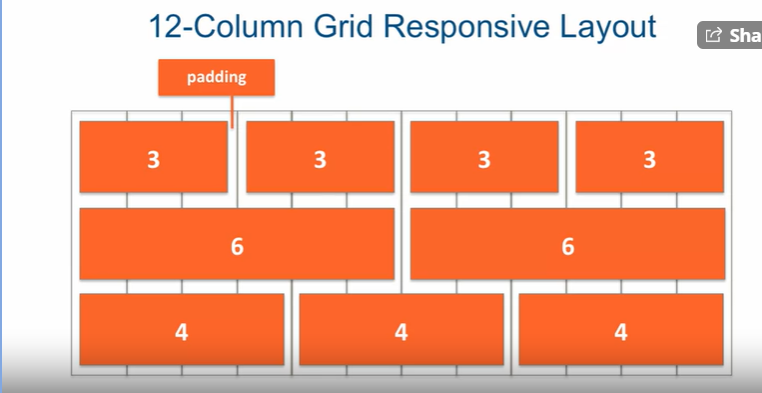 12-Column Grid Responsive Layout
Sha
padding
3 3 3 3
6 6
4 4 4